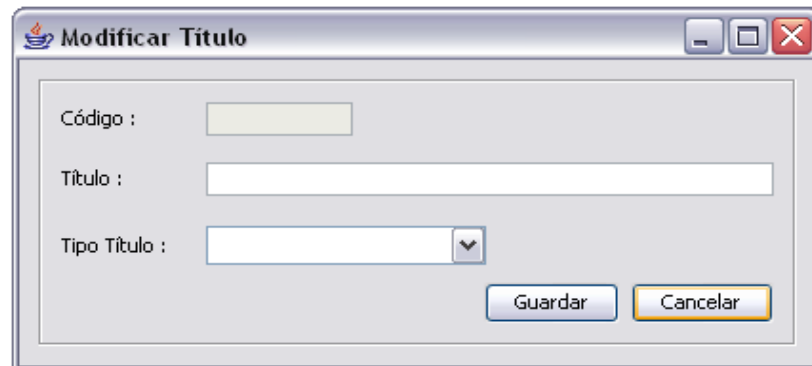 Modificar Título
Código :
Título :
Tipo Título :
Guardar Cancelar